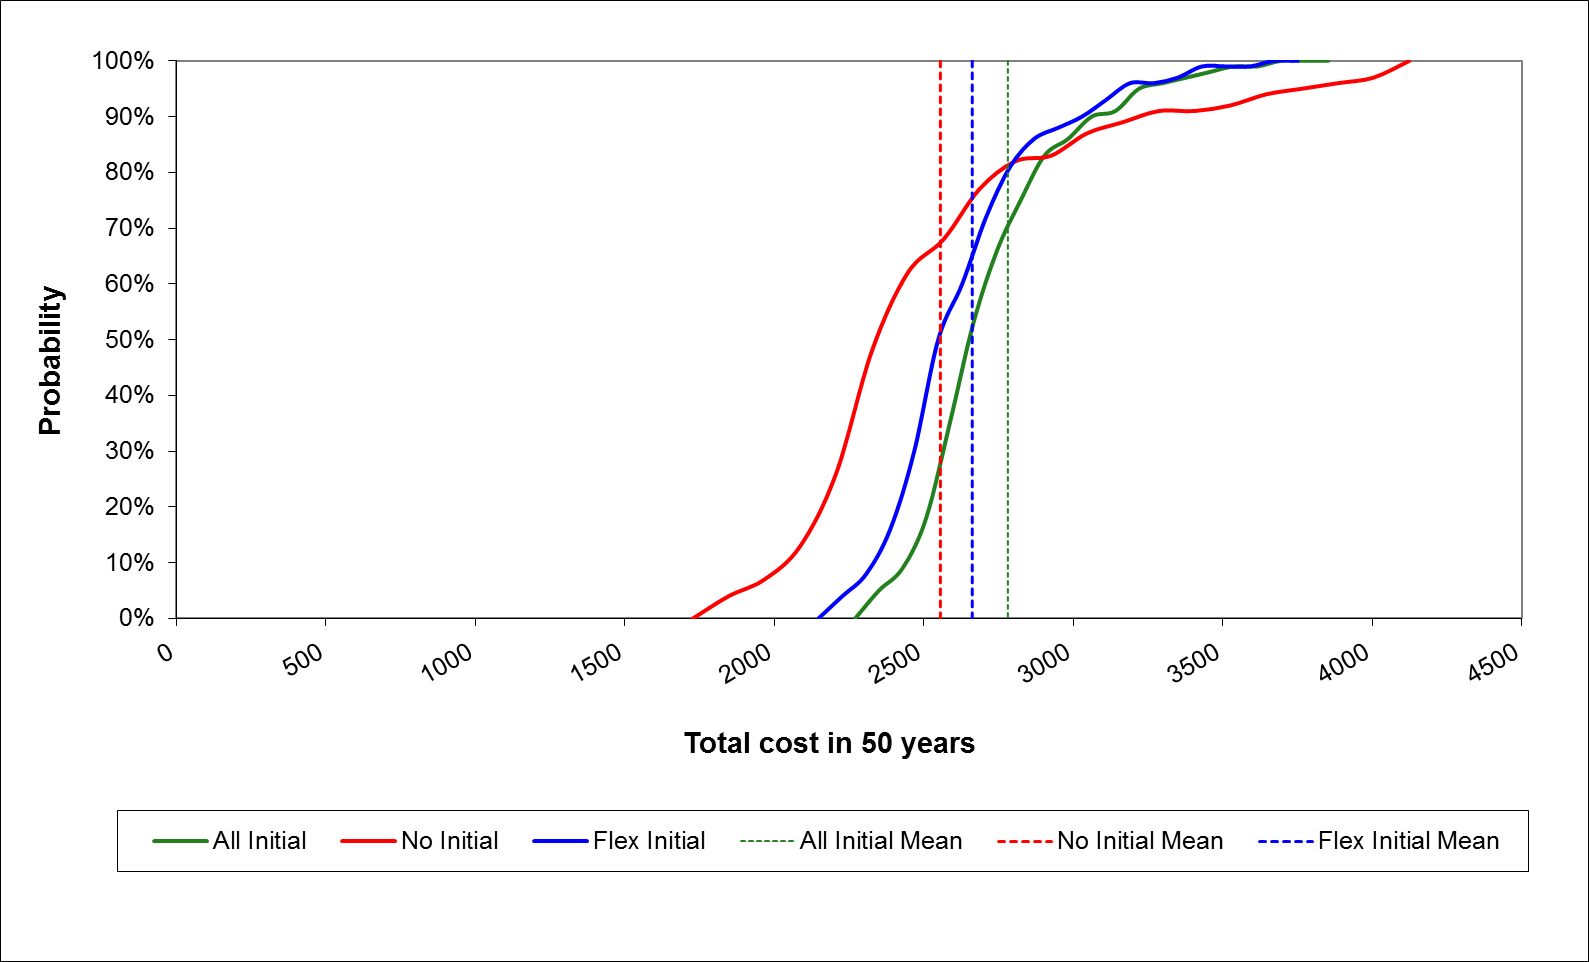 100%
90%
80%
70%
60%
50%
40%
30%
20%
10%
0%
Probability
0 500 1000 1500 2000 2500 3000 3500 4000 4500
Total cost in 50 years
All Initial No Initial Flex Initial All Initial Mean No Initial Mean Flex Initial Mean